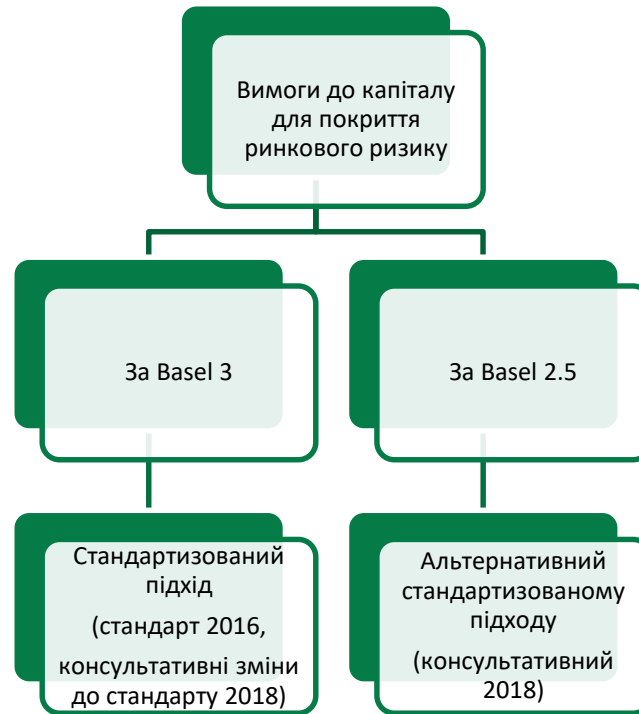 Вимоги до капіталу
для покриття
ринкового ризику
За Basel 3
За Basel 2.5
Стандартизований
підхід
(стандарт 2016,
консультативні зміни
до стандарту 2018)
Альтернативний
стандартизованому
підходу
(консультативний
2018)